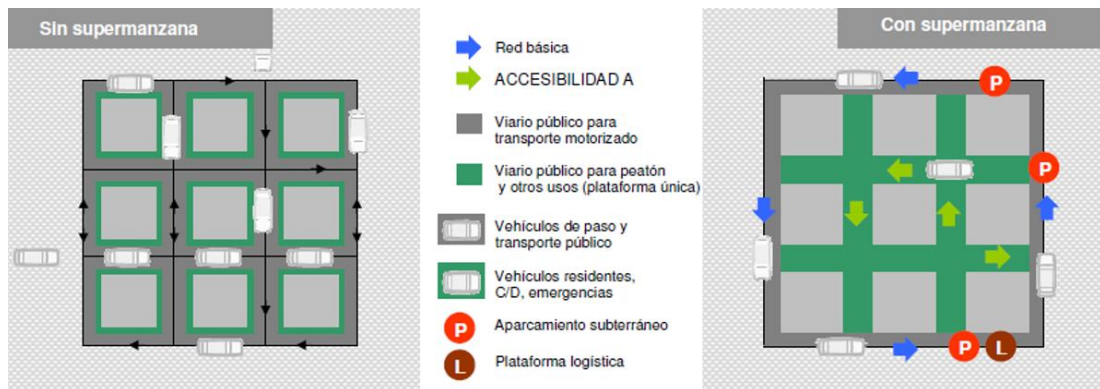 Sin supermanzana
Red básica
ACCESIBILIDAD A
Viario público para
transporte motorizado
Viario público para peatón
y otros usos (plataforma única)
Vehículos de paso y
transporte público
Vehículos residentes,
C/D, emergencias
P
Aparcamiento subterráneo
L
Plataforma logística
Con supermanzana
P
P
P
L